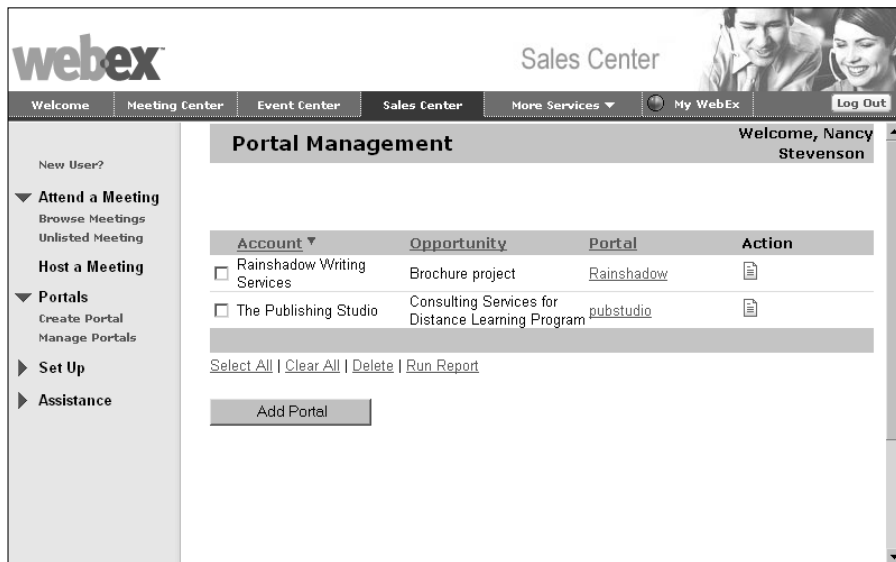 webex
Sales Center
Welcome Meeting Center Event Center Sales Center More Services My WebEx Log Out
New User?
Attend a Meeting
Browse Meetings
Unlisted Meeting
Host a Meeting
Portals
Create Portal
Manage Portals
Set Up
Assistance
Portal Management
Welcome, Nancy
Stevenson
Account Opportunity Portal Action
Rainshadow Writing
Services
Brochure project
Rainshadow
The Publishing Studio
Consulting Services for
Distance Learning Program
pubstudio
Select All | Clear All | Delete | Run Report
Add Portal